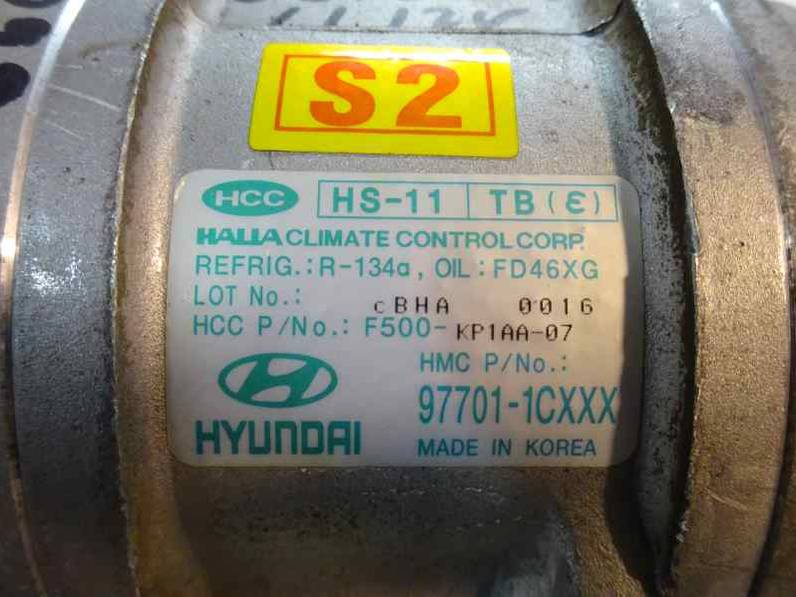 S2
HCC HS-11 TB(ε)
HALLA CLIMATE CONTROL CORP.
REFRIG.: R-134a, OIL: FD46XG
LOT No.: cBHA 0016
HCC P/No.: F500-KP1AA-07
HMC P/No.:
97701-1CXXX
HYUNDAI MADE IN KOREA